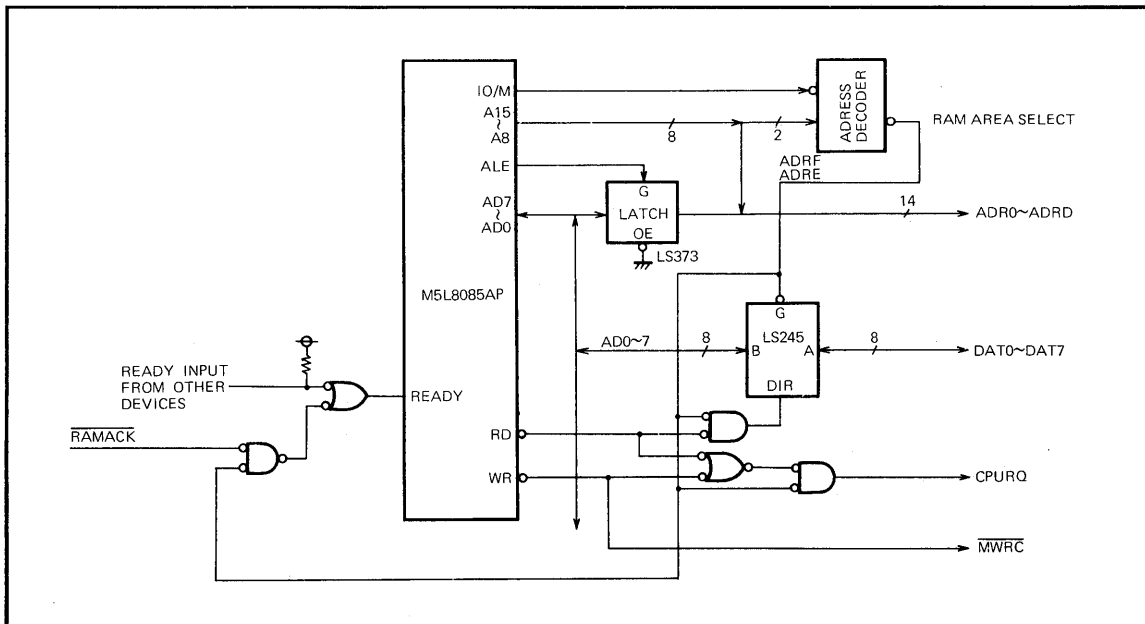 IO/M
A15
~
A8
ALE
AD7
~
AD0
M5L8085AP
READY
RD
WR
8
2
ADRESS
DECODER
RAM AREA SELECT
ADRF
ADRE
G
LATCH
OE
LS373
14
ADR0~ADRD
AD0~7
8
G
LS245
B
A
DIR
8
DAT0~DAT7
READY INPUT
FROM OTHER
DEVICES
RAMACK
CPURQ
MWRC